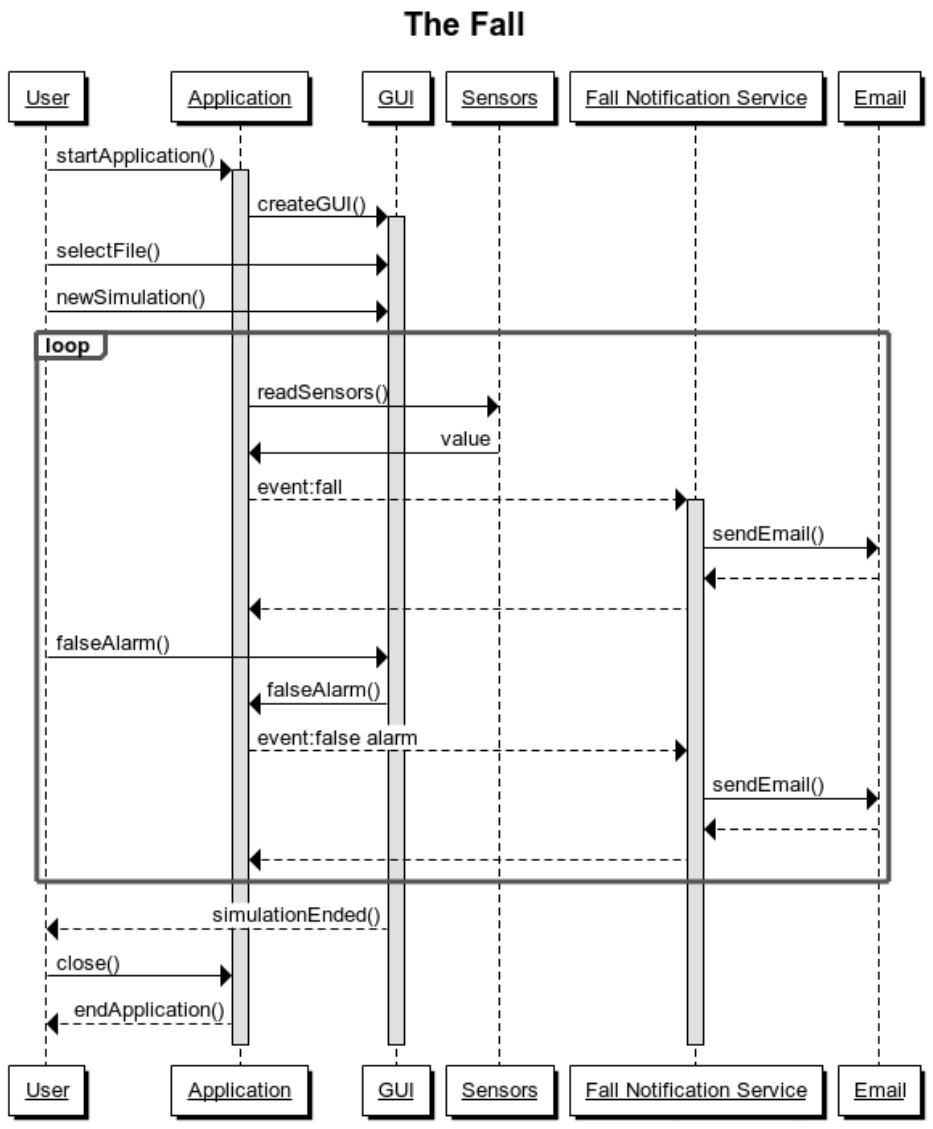 The Fall
User Application GUI Sensors Fall Notification Service Email
startApplication()
createGUI()
selectFile()
newSimulation()
loop
readSensors()
value
event:fall
sendEmail()
falseAlarm()
falseAlarm()
event:false alarm
sendEmail()
simulationEnded()
close()
endApplication()
User Application GUI Sensors Fall Notification Service Email